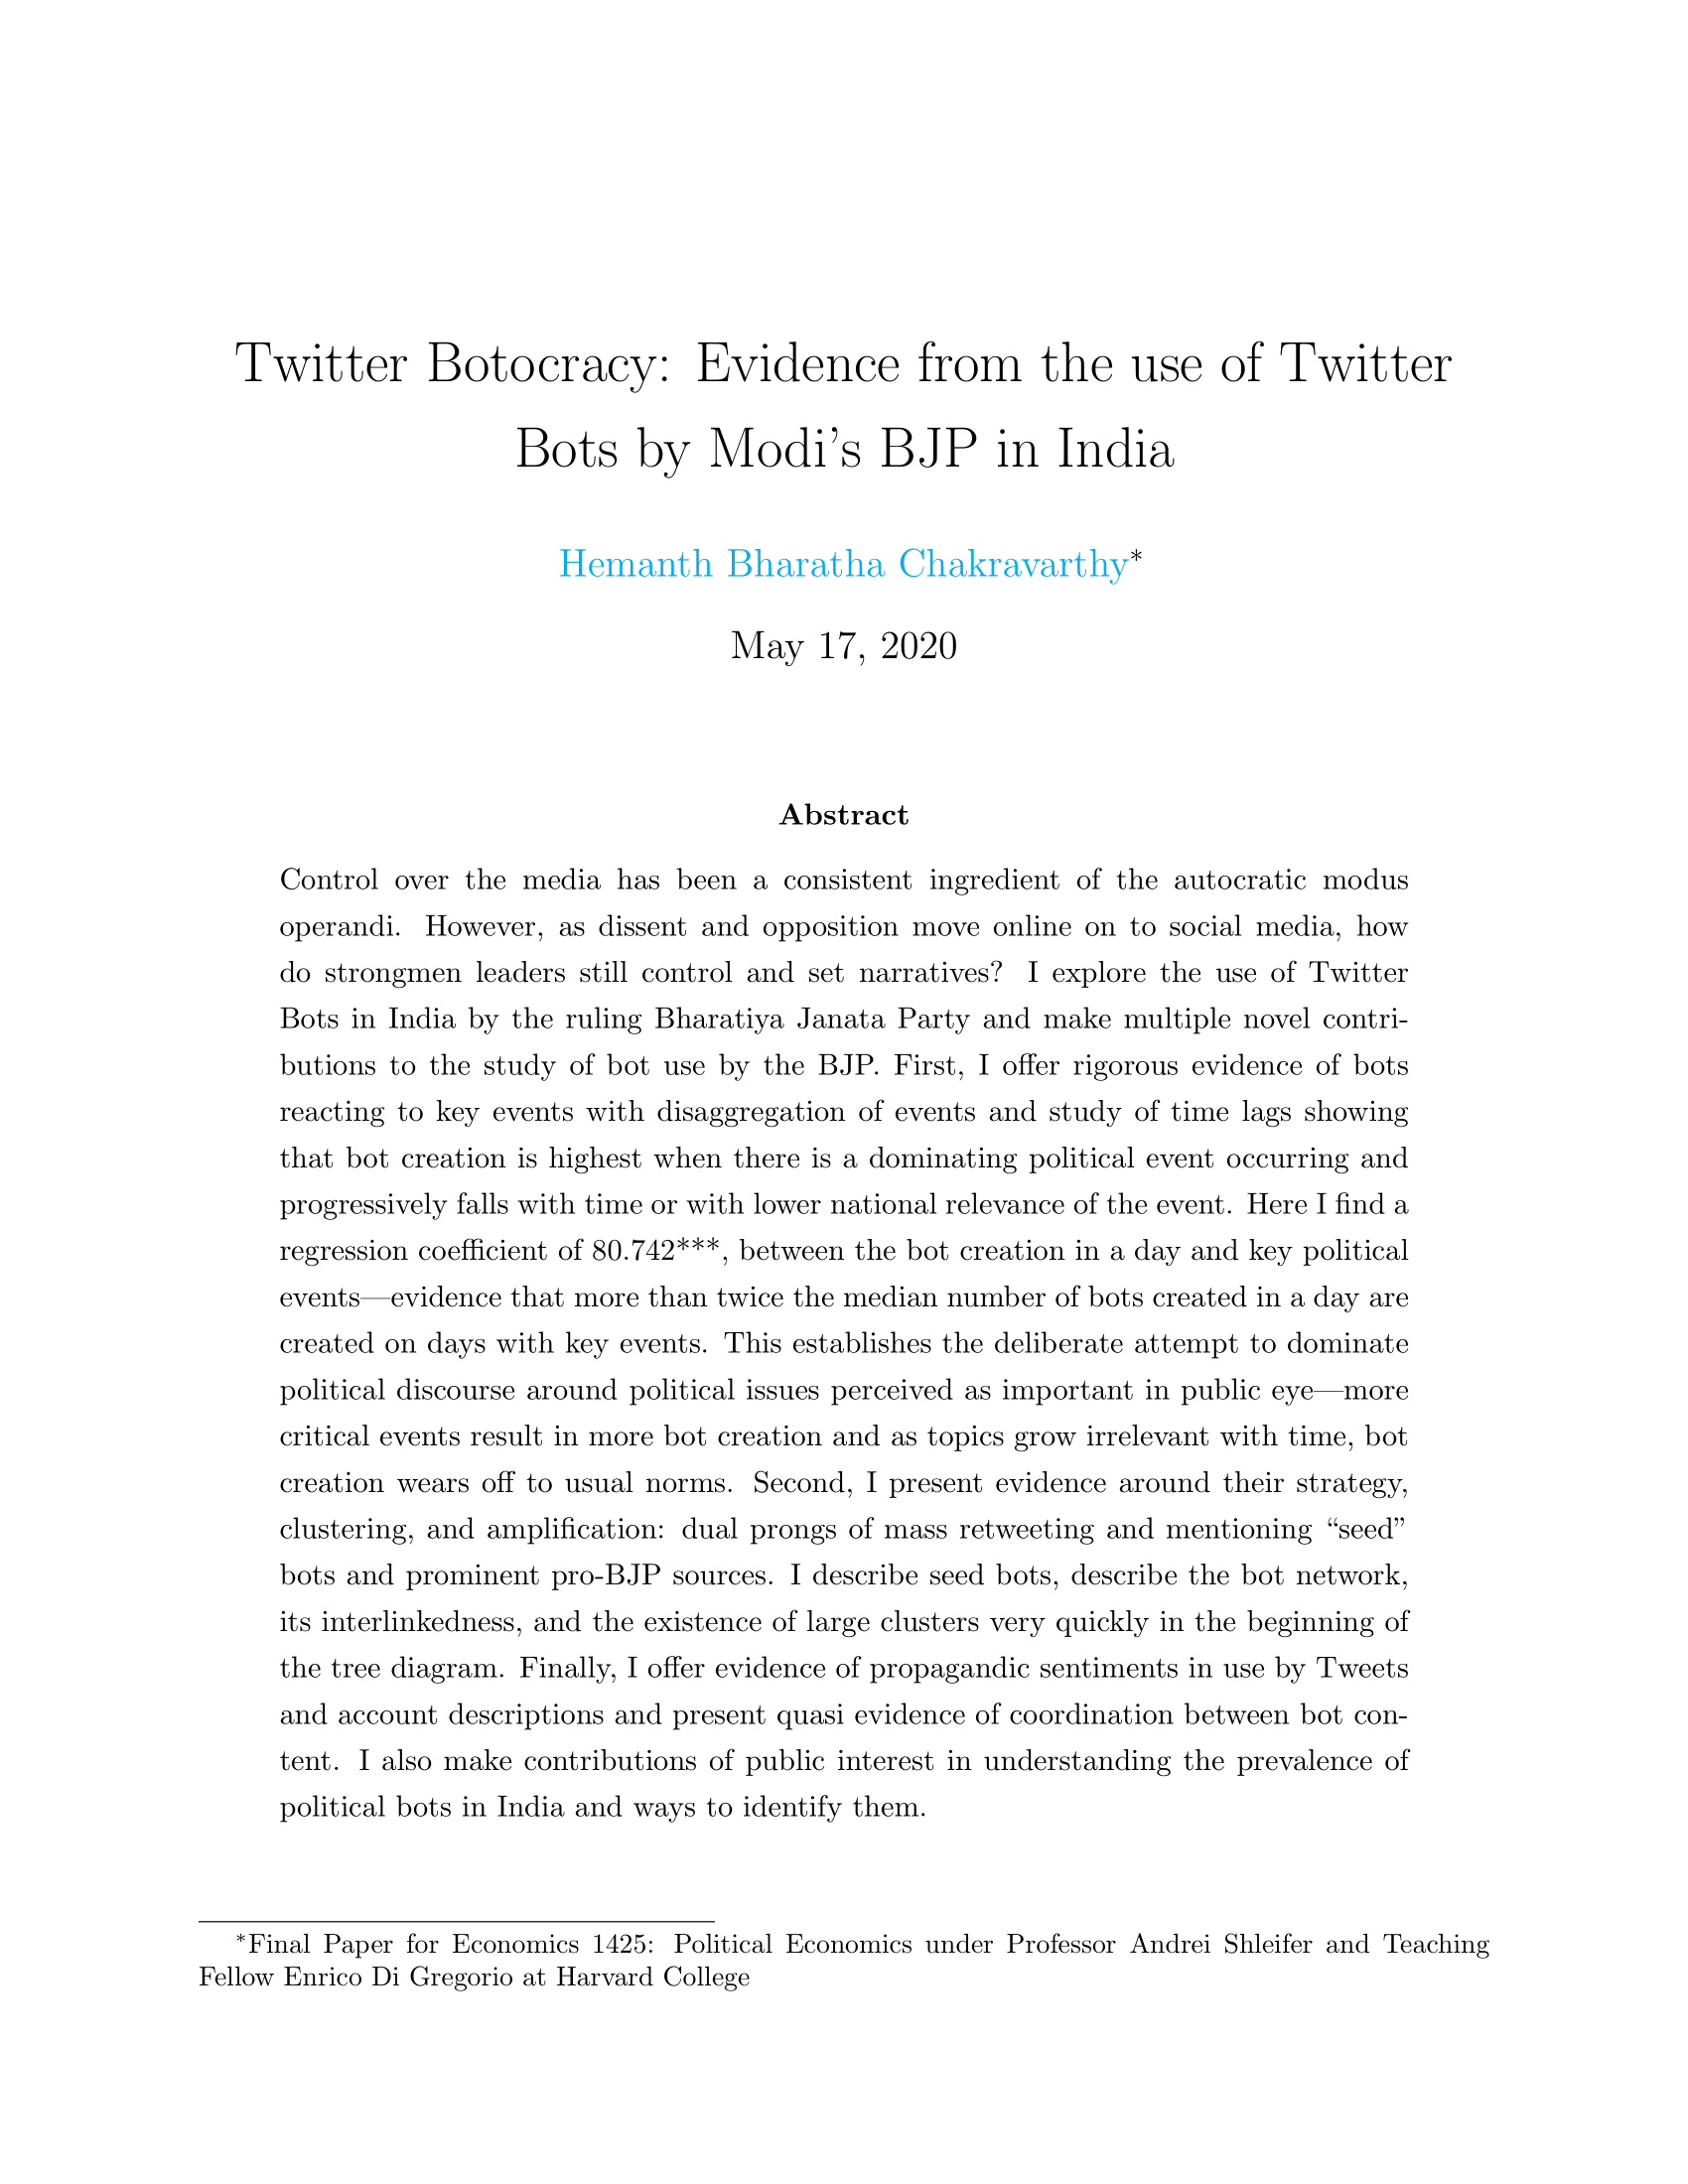 Twitter Botocracy: Evidence from the use of Twitter
Bots by Modi's BJP in India
Hemanth Bharatha Chakravarthy*
May 17, 2020
Abstract
Control over the media has been a consistent ingredient of the autocratic modus
operandi. However, as dissent and opposition move online on to social media, how
do strongmen leaders still control and set narratives? I explore the use of Twitter
Bots in India by the ruling Bharatiya Janata Party and make multiple novel contri-
butions to the study of bot use by the BJP. First, I offer rigorous evidence of bots
reacting to key events with disaggregation of events and study of time lags showing
that bot creation is highest when there is a dominating political event occurring and
progressively falls with time or with lower national relevance of the event. Here I find a
regression coefficient of 80.742***, between the bot creation in a day and key political
events—evidence that more than twice the median number of bots created in a day are
created on days with key events. This establishes the deliberate attempt to dominate
political discourse around political issues perceived as important in public eye—more
critical events result in more bot creation and as topics grow irrelevant with time, bot
creation wears off to usual norms. Second, I present evidence around their strategy,
clustering, and amplification: dual prongs of mass retweeting and mentioning “seed”
bots and prominent pro-BJP sources. I describe seed bots, describe the bot network,
its interlinkedness, and the existence of large clusters very quickly in the beginning of
the tree diagram. Finally, I offer evidence of propagandic sentiments in use by Tweets
and account descriptions and present quasi evidence of coordination between bot con-
tent. I also make contributions of public interest in understanding the prevalence of
political bots in India and ways to identify them.
*Final Paper for Economics 1425: Political Economics under Professor Andrei Shleifer and Teaching
Fellow Enrico Di Gregorio at Harvard College